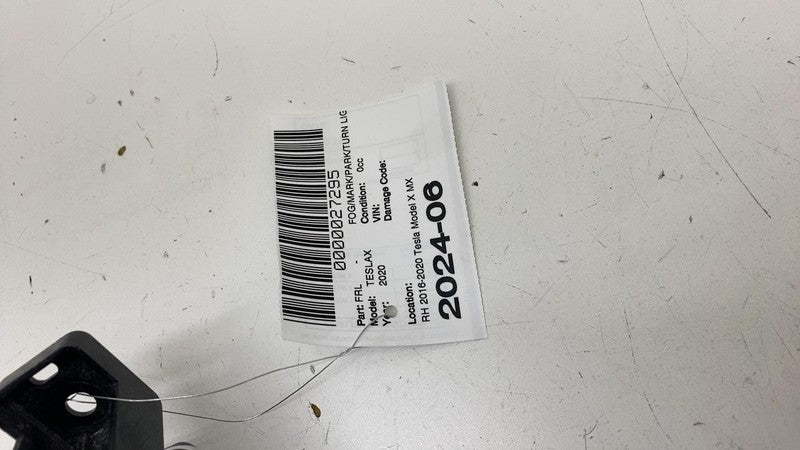 0000027295
Part: FRL - FOG/MARK/PARK/TURN LIG
Model: TESLAX Condition: 0cc
Year: 2020 VIN:
Damage Code:
Location:
RH 2016-2020 Tesla Model X MX
2024-06